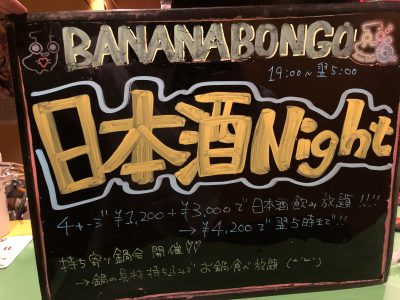 BANANABONGO
19:00〜翌5:00
日本酒Night
チャージ¥1,200+¥3,000で日本酒飲み放題!!!!
→¥4,200で翌5時まで!!
持ち寄り鍋会開催♡♡
→鍋の具材持ち込みでお鍋食べ放題